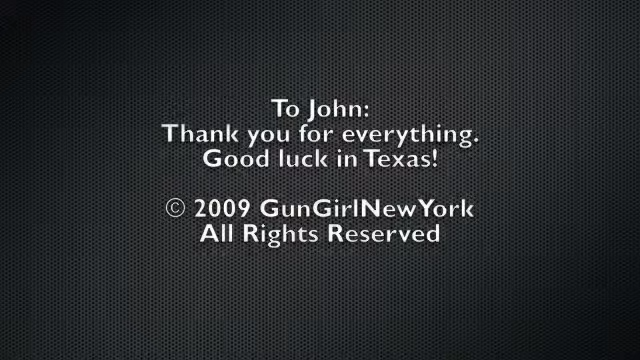 To John:
Thank you for everything.
Good luck in Texas!
© 2009 GunGirlNewYork
All Rights Reserved